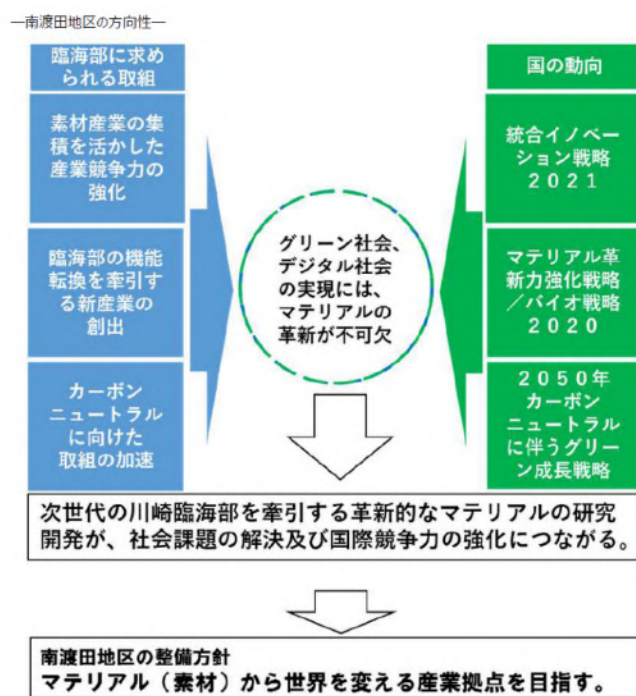 ―南渡田地区の方向性―
臨海部に求め
られる取組
素材産業の集
積を活かした
産業競争力の
強化
臨海部の機能
転換を牽引す
る新産業の
創出
カーボン
ニュートラル
に向けた
取組の加速
グリーン社会、
デジタル社会
の実現には、
マテリアルの
革新が不可欠
国の動向
統合イノベー
ション戦略
２０２１
マテリアル革
新力強化戦略
／バイオ戦略
２０２０
２０５０年
カーボン
ニュートラル
に伴うグリー
ン成長戦略
次世代の川崎臨海部を牽引する革新的なマテリアルの研究
開発が、社会課題の解決及び国際競争力の強化につながる。
南渡田地区の整備方針
マテリアル（素材）から世界を変える産業拠点を目指す。